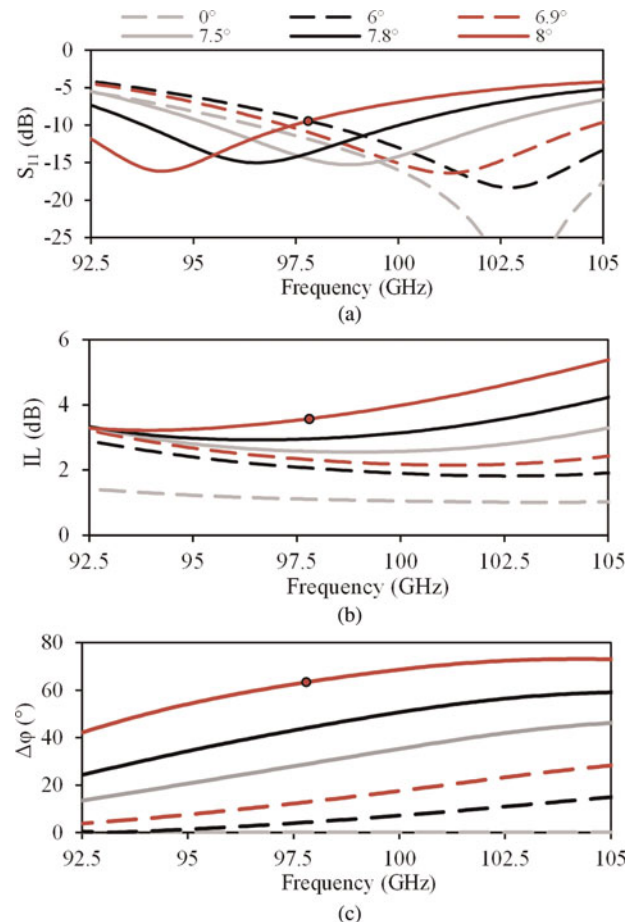 0° 6° 6.9°
7.5° 7.8° 8°
0
-5
-10
-15
-20
-25
S11 (dB)
92.5 95 97.5 100 102.5 105
Frequency (GHz)
(a)
6
4
2
0
IL (dB)
92.5 95 97.5 100 102.5 105
Frequency (GHz)
(b)
80
60
40
20
0
Δφ (°)
92.5 95 97.5 100 102.5 105
Frequency (GHz)
(c)